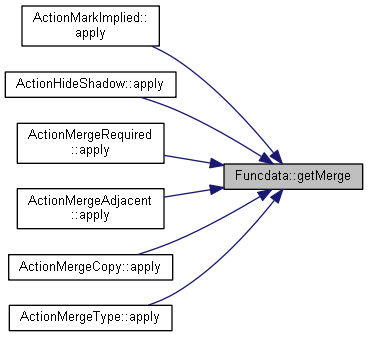 ActionMarkImplied::
apply
ActionHideShadow::apply
ActionMergeRequired
::apply
Funcdata::getMerge
ActionMergeAdjacent
::apply
ActionMergeCopy::apply
ActionMergeType::apply